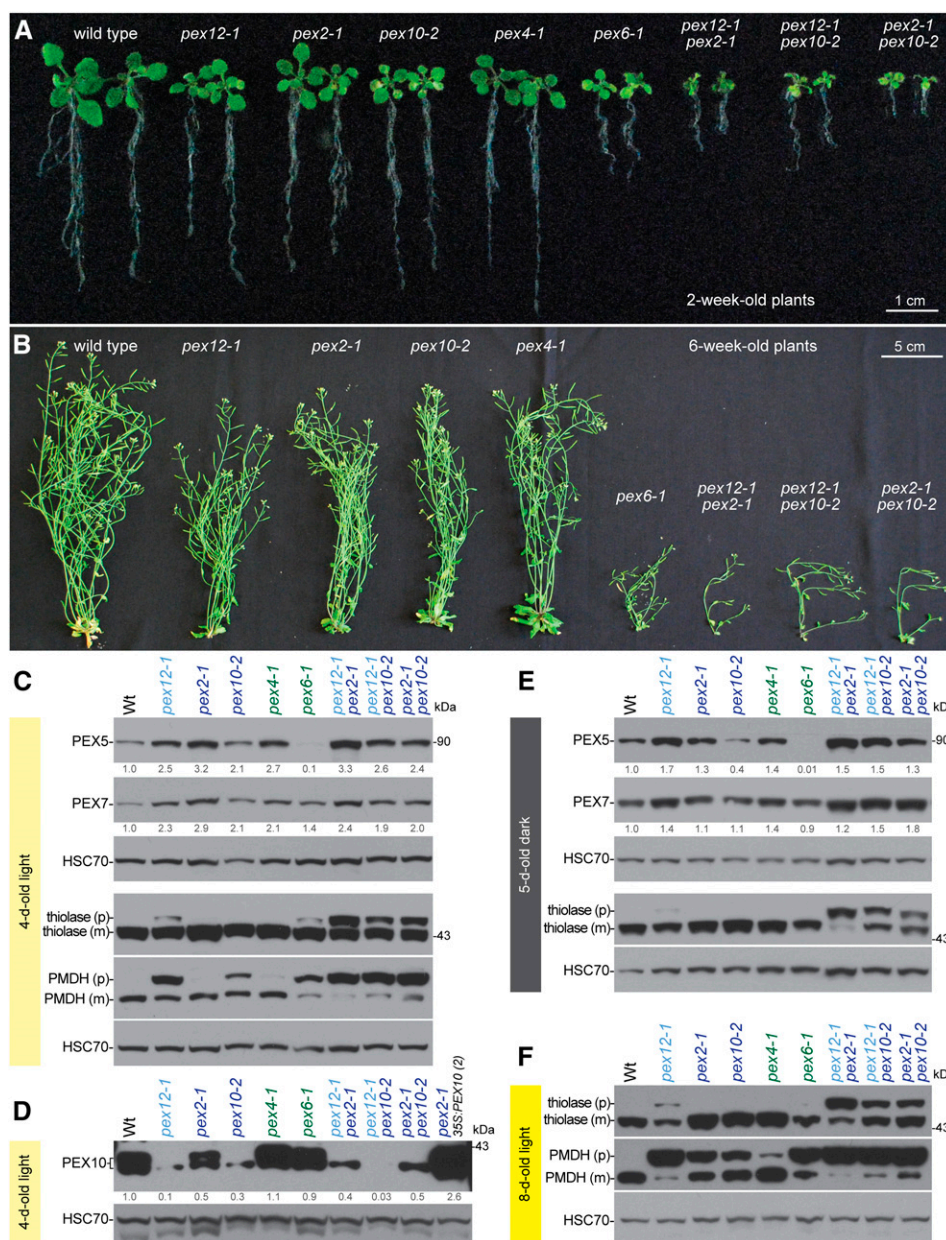 A
wild type pex12-1 pex2-1 pex10-2 pex4-1 pex6-1 pex12-1 pex2-1 pex12-1 pex10-2 pex2-1 pex10-2
2-week-old plants 1 cm
B
wild type pex12-1 pex2-1 pex10-2 pex4-1 6-week-old plants 5 cm
pex6-1 pex12-1 pex2-1 pex12-1 pex10-2 pex2-1 pex10-2
C
4-d-old light
Wt pex12-1 pex2-1 pex10-2 pex4-1 pex6-1 pex12-1 pex2-1 pex12-1 pex10-2 pex2-1 pex10-2 kDa
PEX5 -90
1.0 2.5 3.2 2.1 2.7 0.1 3.3 2.6 2.4
PEX7
1.0 2.3 2.9 2.1 2.1 1.4 2.4 1.9 2.0
HSC70
thiolase (p)
thiolase (m) -43
PMDH (p)
PMDH (m)
HSC70
D
4-d-old light
Wt pex12-1 pex2-1 pex10-2 pex4-1 pex6-1 pex12-1 pex2-1 pex12-1 pex10-2 pex2-1 pex10-2 pex2-1 35S:PEX10 (2) kDa
-43
PEX10
1.0 0.1 0.5 0.3 1.1 0.9 0.4 0.03 0.5 2.6
HSC70
E
5-d-old dark
Wt pex12-1 pex2-1 pex10-2 pex4-1 pex6-1 pex12-1 pex2-1 pex12-1 pex10-2 pex2-1 pex10-2 kDa
PEX5 -90
1.0 1.7 1.3 0.4 1.4 0.01 1.5 1.5 1.3
PEX7
1.0 1.4 1.1 1.1 1.4 0.9 1.2 1.5 1.8
HSC70
thiolase (p)
thiolase (m) -43
HSC70
F
8-d-old light
Wt pex12-1 pex2-1 pex10-2 pex4-1 pex6-1 pex12-1 pex2-1 pex12-1 pex10-2 pex2-1 pex10-2 kD
thiolase (p)
thiolase (m) -43
PMDH (p)
PMDH (m)
HSC70